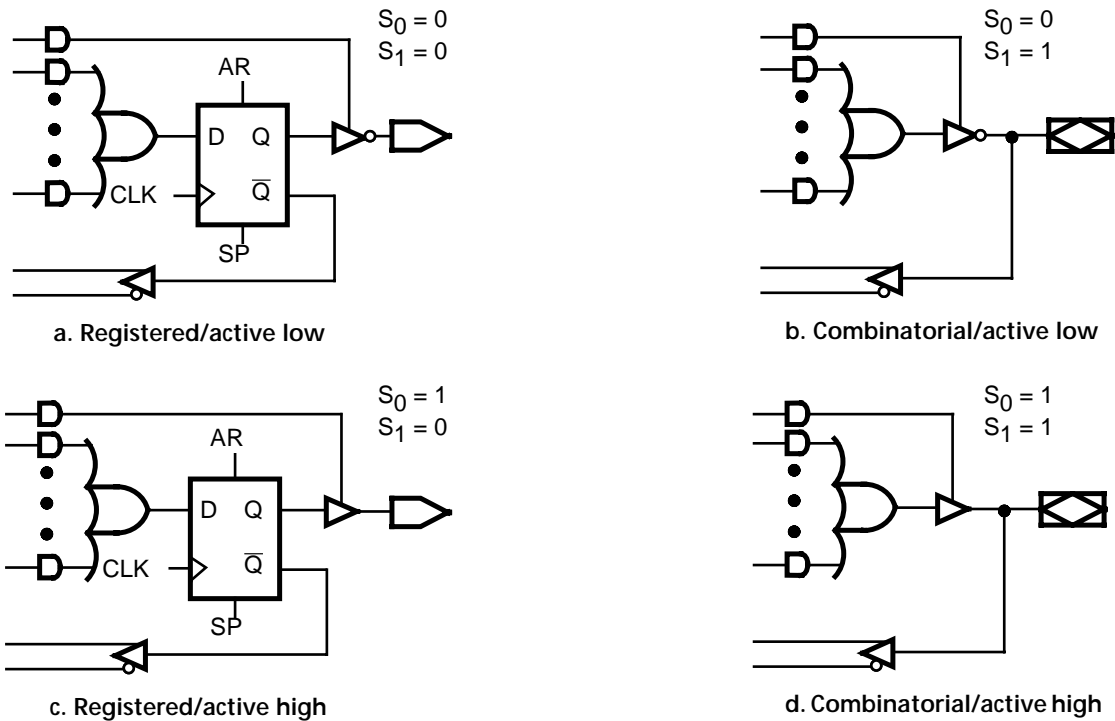 S0 = 0
S1 = 0
AR
D Q
CLK
Q̅
SP
a. Registered/active low
S0 = 0
S1 = 1
b. Combinatorial/active low
S0 = 1
S1 = 0
AR
D Q
CLK
Q̅
SP
c. Registered/active high
S0 = 1
S1 = 1
d. Combinatorial/active high